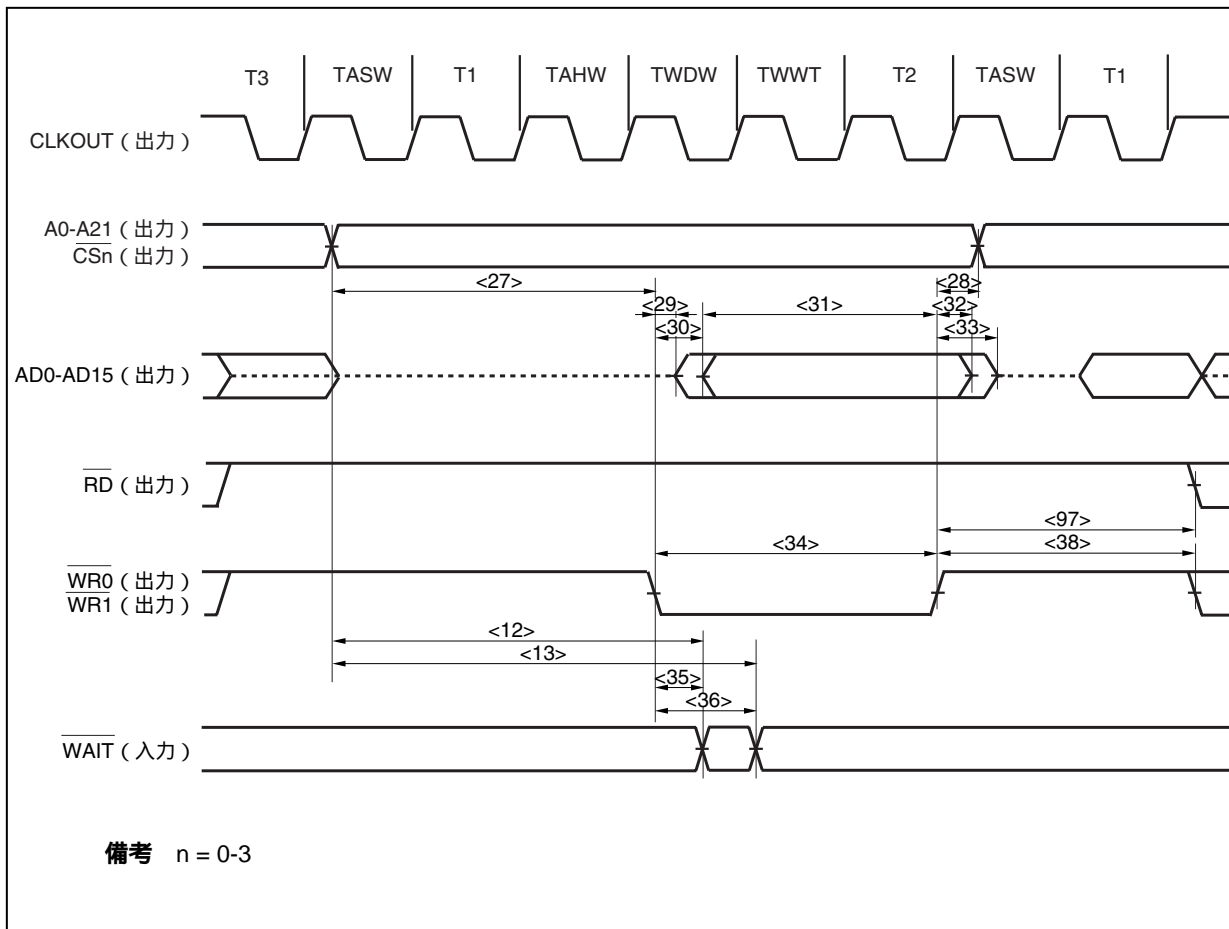 T3 TASW T1 TAHW TWDW TWWT T2 TASW T1
CLKOUT（出力）
A0-A21（出力）
CSn（出力）
<27>
<28>
<29>
<31>
<32>
<30>
<33>
AD0-AD15（出力）
RD（出力）
<97>
<34>
<38>
WR0（出力）
WR1（出力）
<12>
<13>
<35>
<36>
WAIT（入力）
備考 n = 0-3